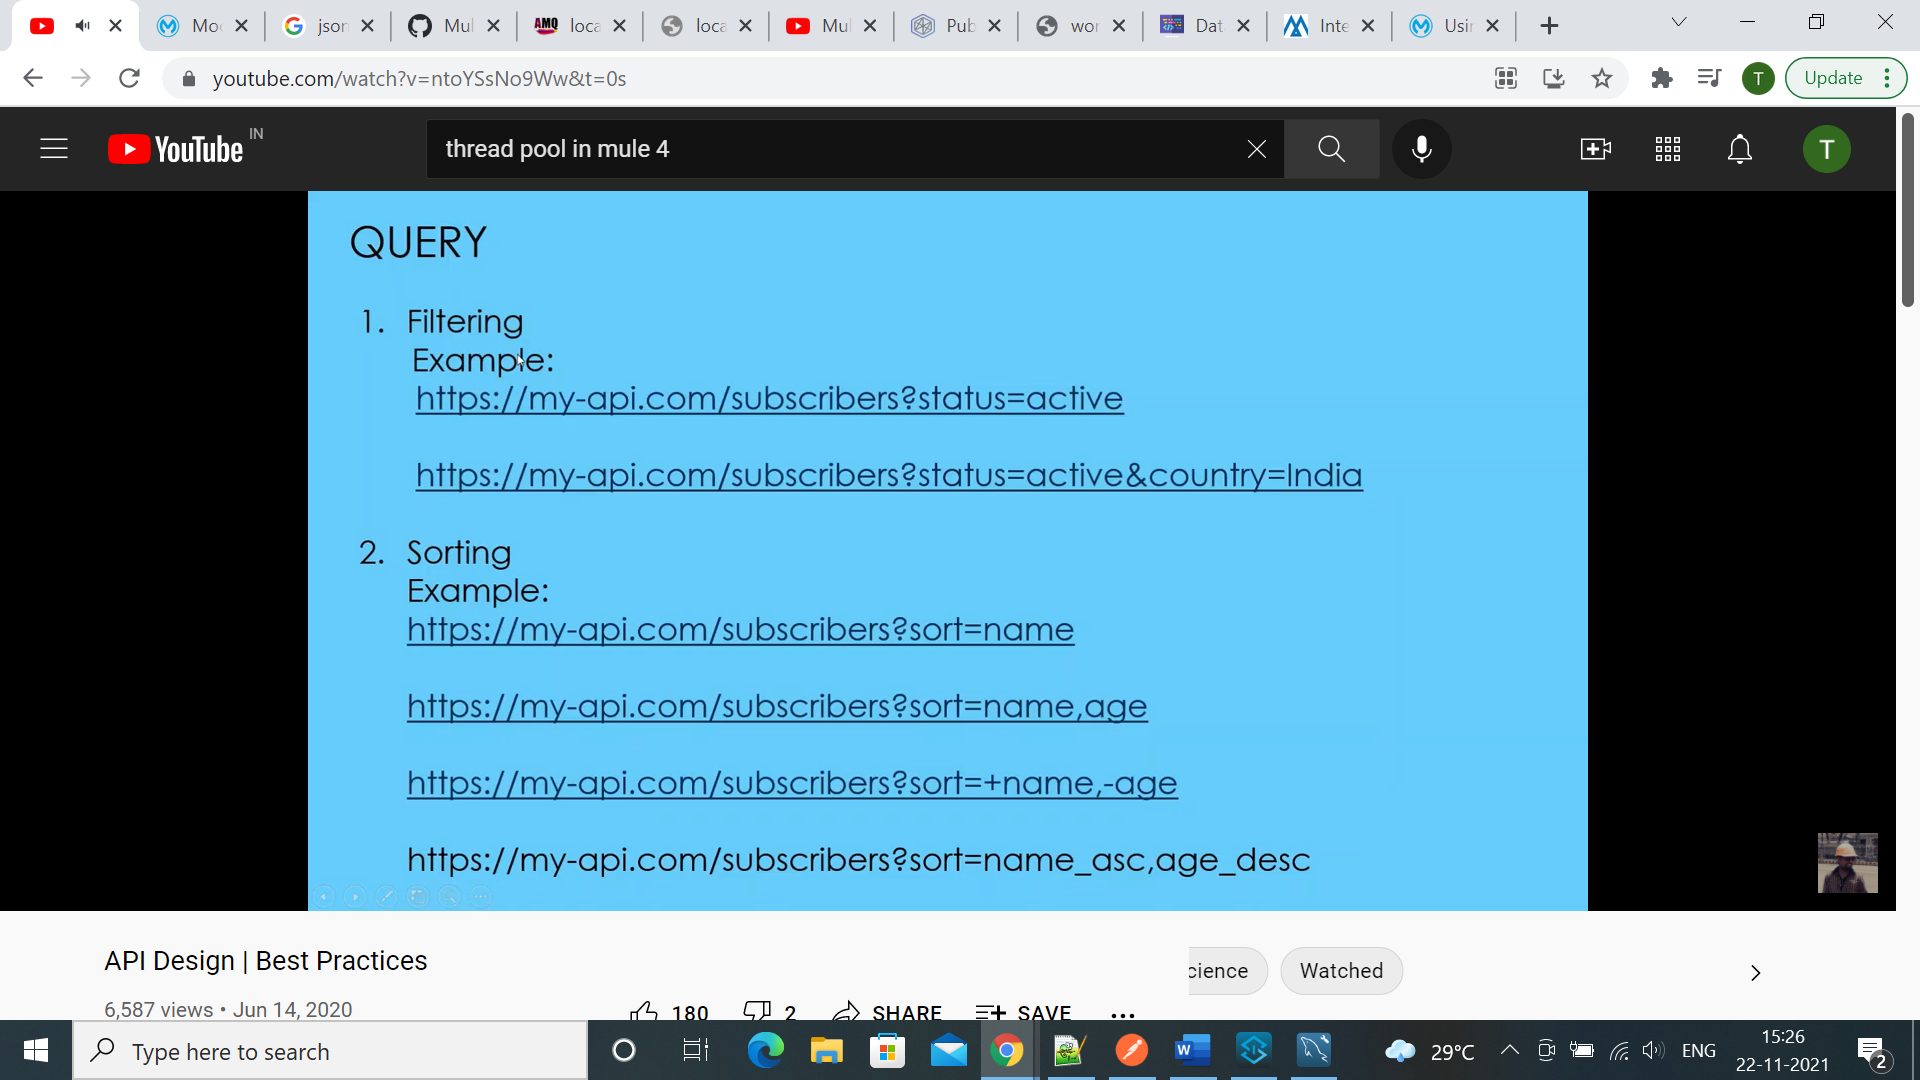 Mo
json
Mul
AMQ loca
loca
Mul
Pub
wor
Dat
Inte
Usin
youtube.com/watch?v=ntoYSsNo9Ww&t=0s
T
Update
YouTube IN
thread pool in mule 4
T
QUERY
1. Filtering
Example:
https://my-api.com/subscribers?status=active
https://my-api.com/subscribers?status=active&country=India
2. Sorting
Example:
https://my-api.com/subscribers?sort=name
https://my-api.com/subscribers?sort=name,age
https://my-api.com/subscribers?sort=+name,-age
https://my-api.com/subscribers?sort=name_asc,age_desc
API Design | Best Practices
cience
Watched
6,587 views • Jun 14, 2020
180
2
SHARE
SAVE
Type here to search
29°C
ENG
15:26
22-11-2021
2